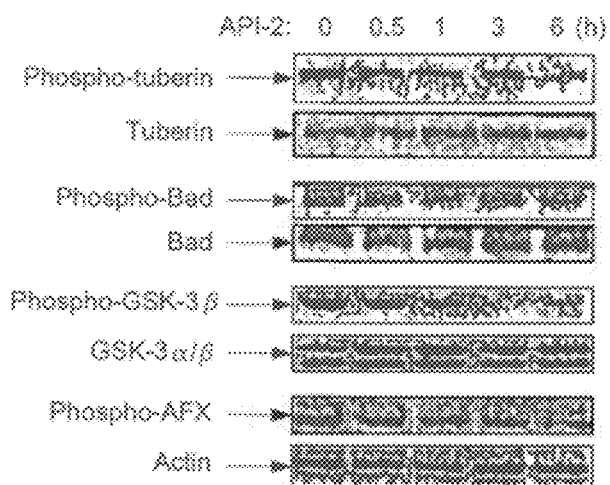 API-2: 0 0.5 1 3 6 (h)
Phospho-tuberin
Tuberin
Phospho-Bad
Bad
Phospho-GSK-3β
GSK-3α/β
Phospho-AFX
Actin